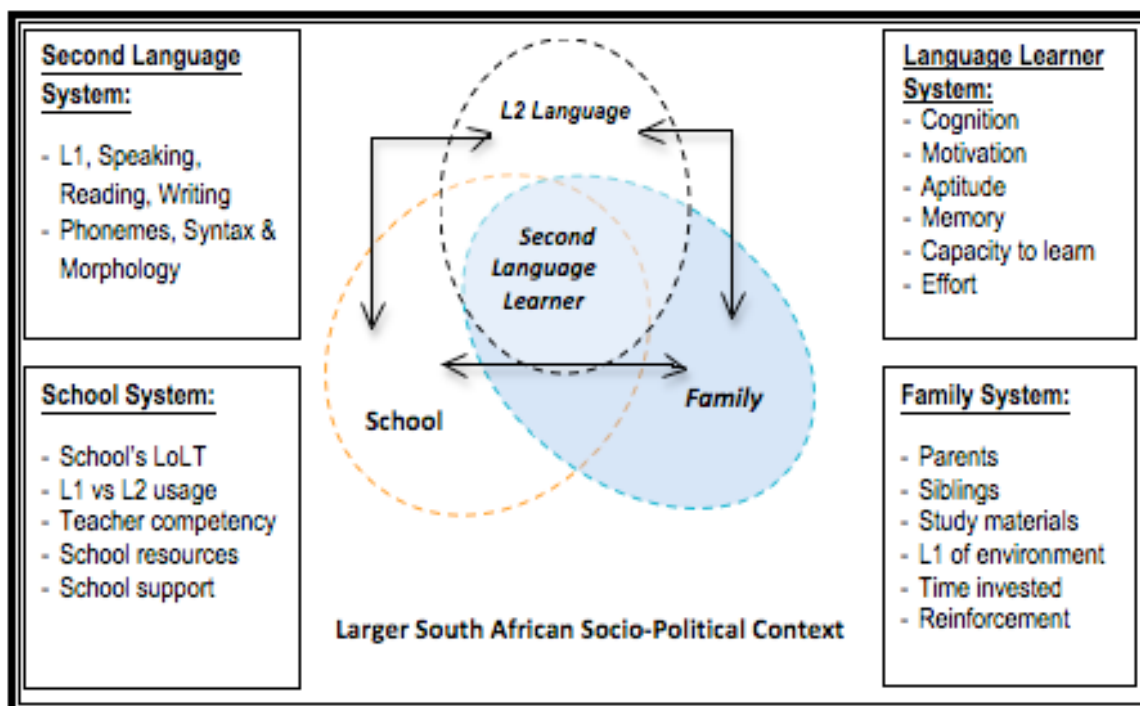 Second Language
System:
- L1, Speaking,
Reading, Writing
- Phonemes, Syntax &
Morphology
L2 Language
Second
Language
Learner
School
Family
Language Learner
System:
- Cognition
- Motivation
- Aptitude
- Memory
- Capacity to learn
- Effort
School System:
- School's LoLT
- L1 vs L2 usage
- Teacher competency
- School resources
- School support
Family System:
- Parents
- Siblings
- Study materials
- L1 of environment
- Time invested
- Reinforcement
Larger South African Socio-Political Context